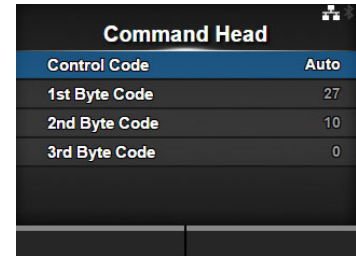 Command Head
Control Code Auto
1st Byte Code 27
2nd Byte Code 10
3rd Byte Code 0